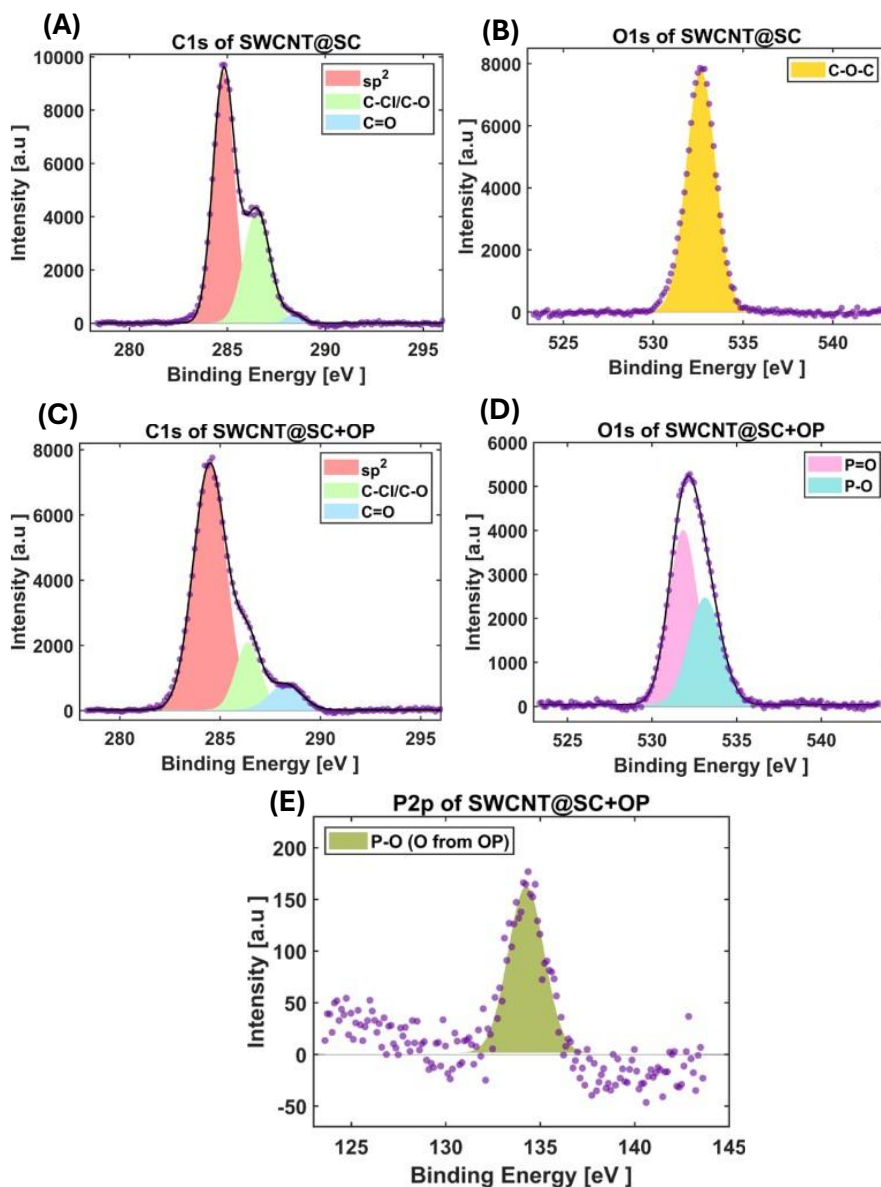 (A)
C1s of SWCNT@SC
10000
8000
6000
4000
2000
0
Intensity [a.u]
sp2
C-Cl/C-O
C=O
280
285
290
295
Binding Energy [eV ]
(B)
O1s of SWCNT@SC
8000
6000
4000
2000
0
Intensity [a.u]
C-O-C
525
530
535
540
Binding Energy [eV ]
(C)
C1s of SWCNT@SC+OP
8000
6000
4000
2000
0
Intensity [a.u]
sp2
C-Cl/C-O
C=O
280
285
290
295
Binding Energy [eV ]
(D)
O1s of SWCNT@SC+OP
6000
5000
4000
3000
2000
1000
0
Intensity [a.u]
P=O
P-O
525
530
535
540
Binding Energy [eV ]
(E)
P2p of SWCNT@SC+OP
200
150
100
50
0
-50
Intensity [a.u]
P-O (O from OP)
125
130
135
140
145
Binding Energy [eV ]